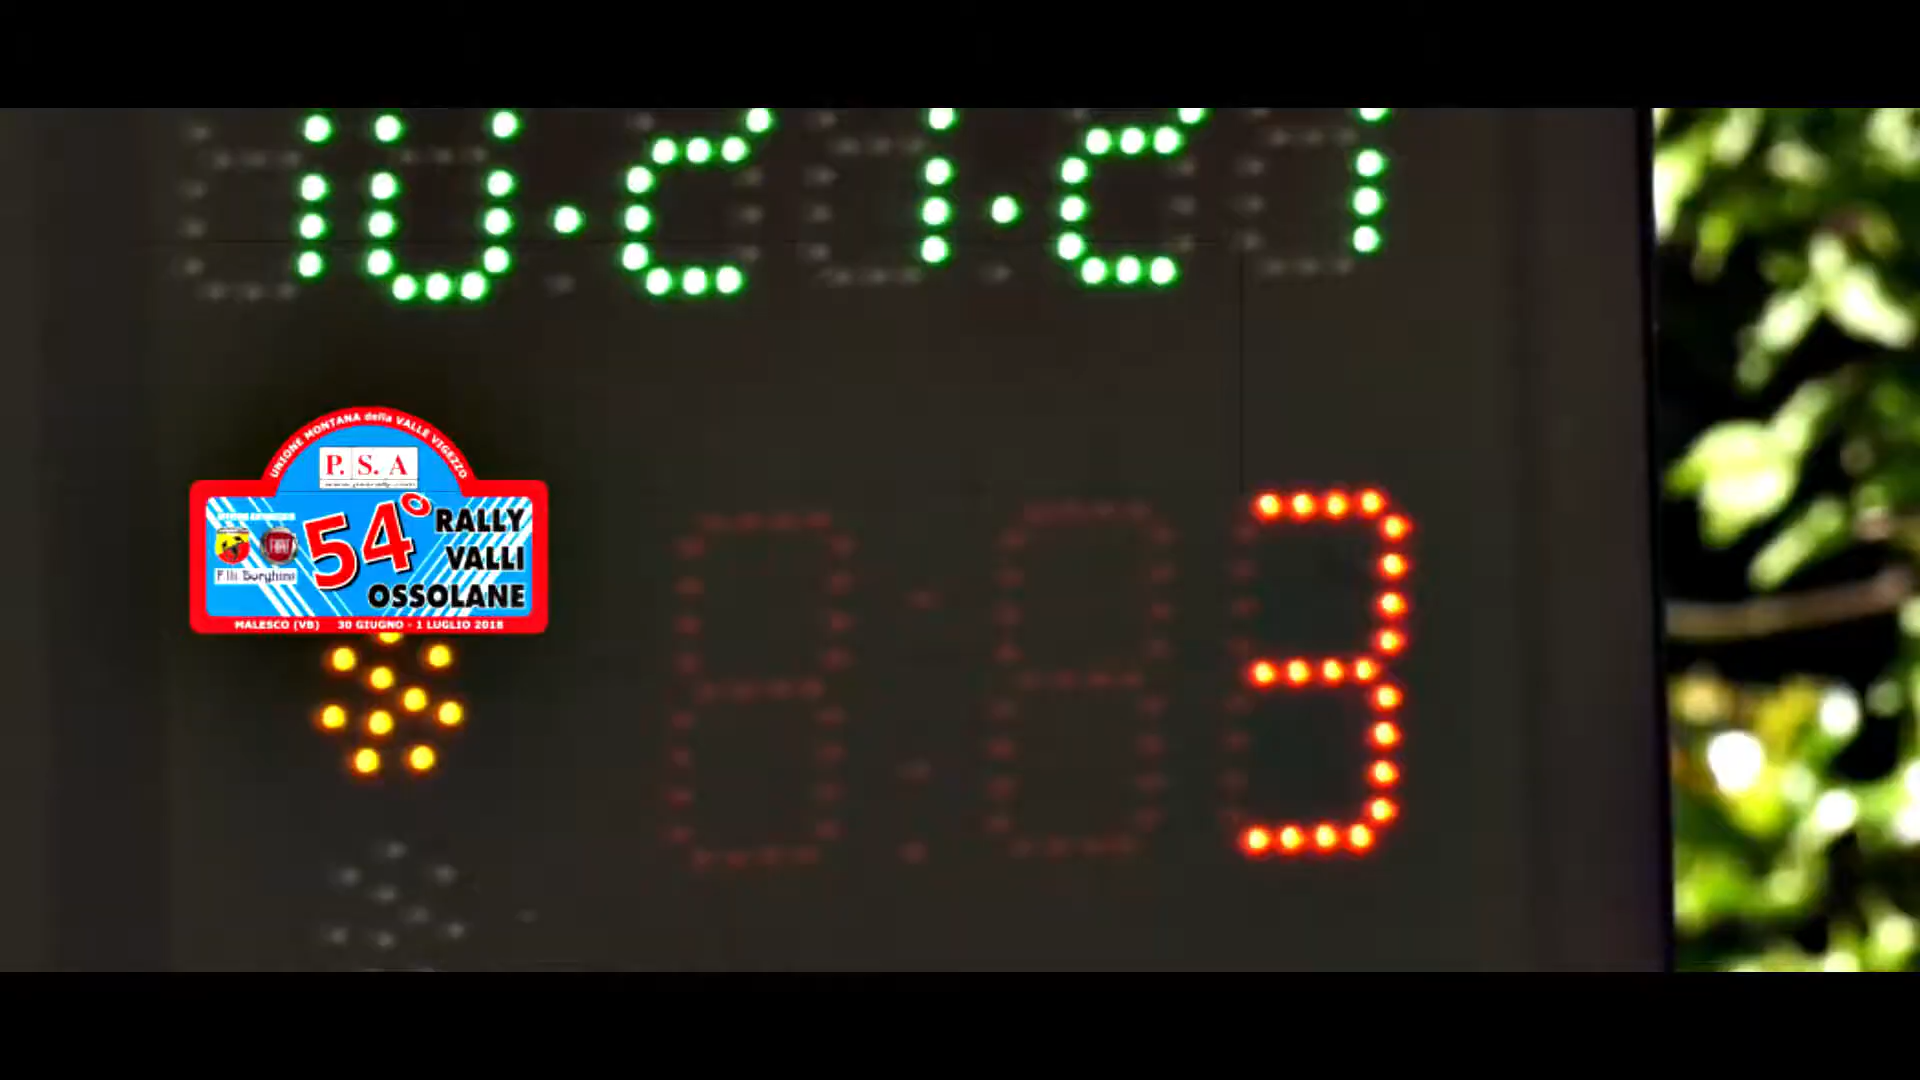 UNIONE MONTANA della VALLE VIGEZZO
P. S. A
54° RALLY
VALLI
OSSOLANE
F.lli Borghini
MALESCO (VB) 30 GIUGNO - 1 LUGLIO 2018
3